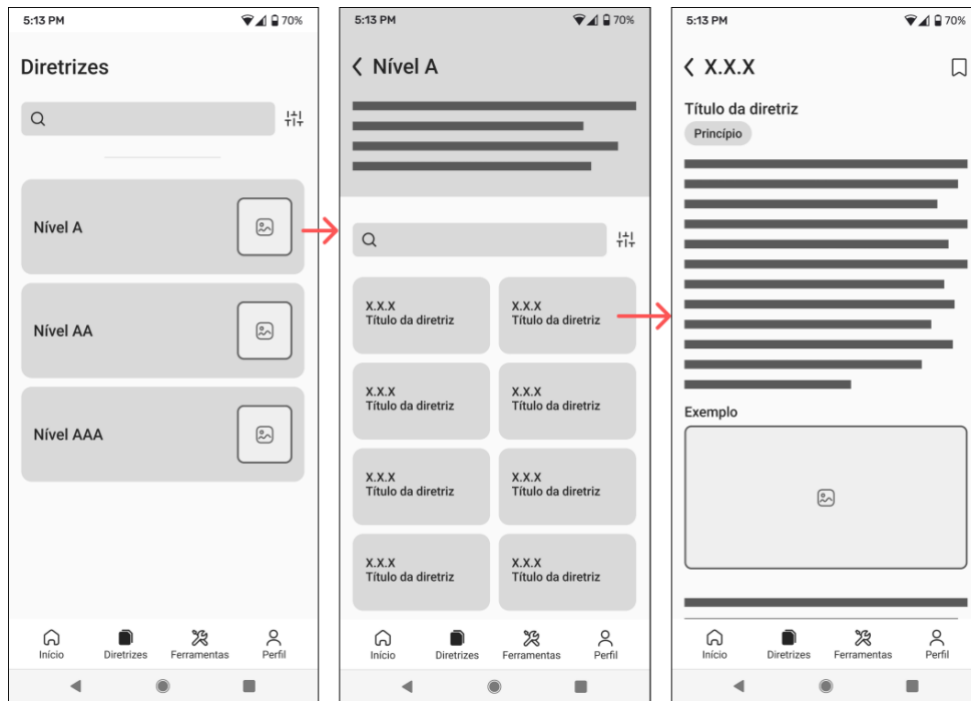 5:13 PM
70%
Diretrizes
Nível A
Nível AA
Nível AAA
Início
Diretrizes
Ferramentas
Perfil
5:13 PM
70%
Nível A
X.X.X
Título da diretriz
X.X.X
Título da diretriz
X.X.X
Título da diretriz
X.X.X
Título da diretriz
X.X.X
Título da diretriz
X.X.X
Título da diretriz
X.X.X
Título da diretriz
X.X.X
Título da diretriz
Início
Diretrizes
Ferramentas
Perfil
5:13 PM
70%
X.X.X
Título da diretriz
Princípio
Exemplo
Início
Diretrizes
Ferramentas
Perfil